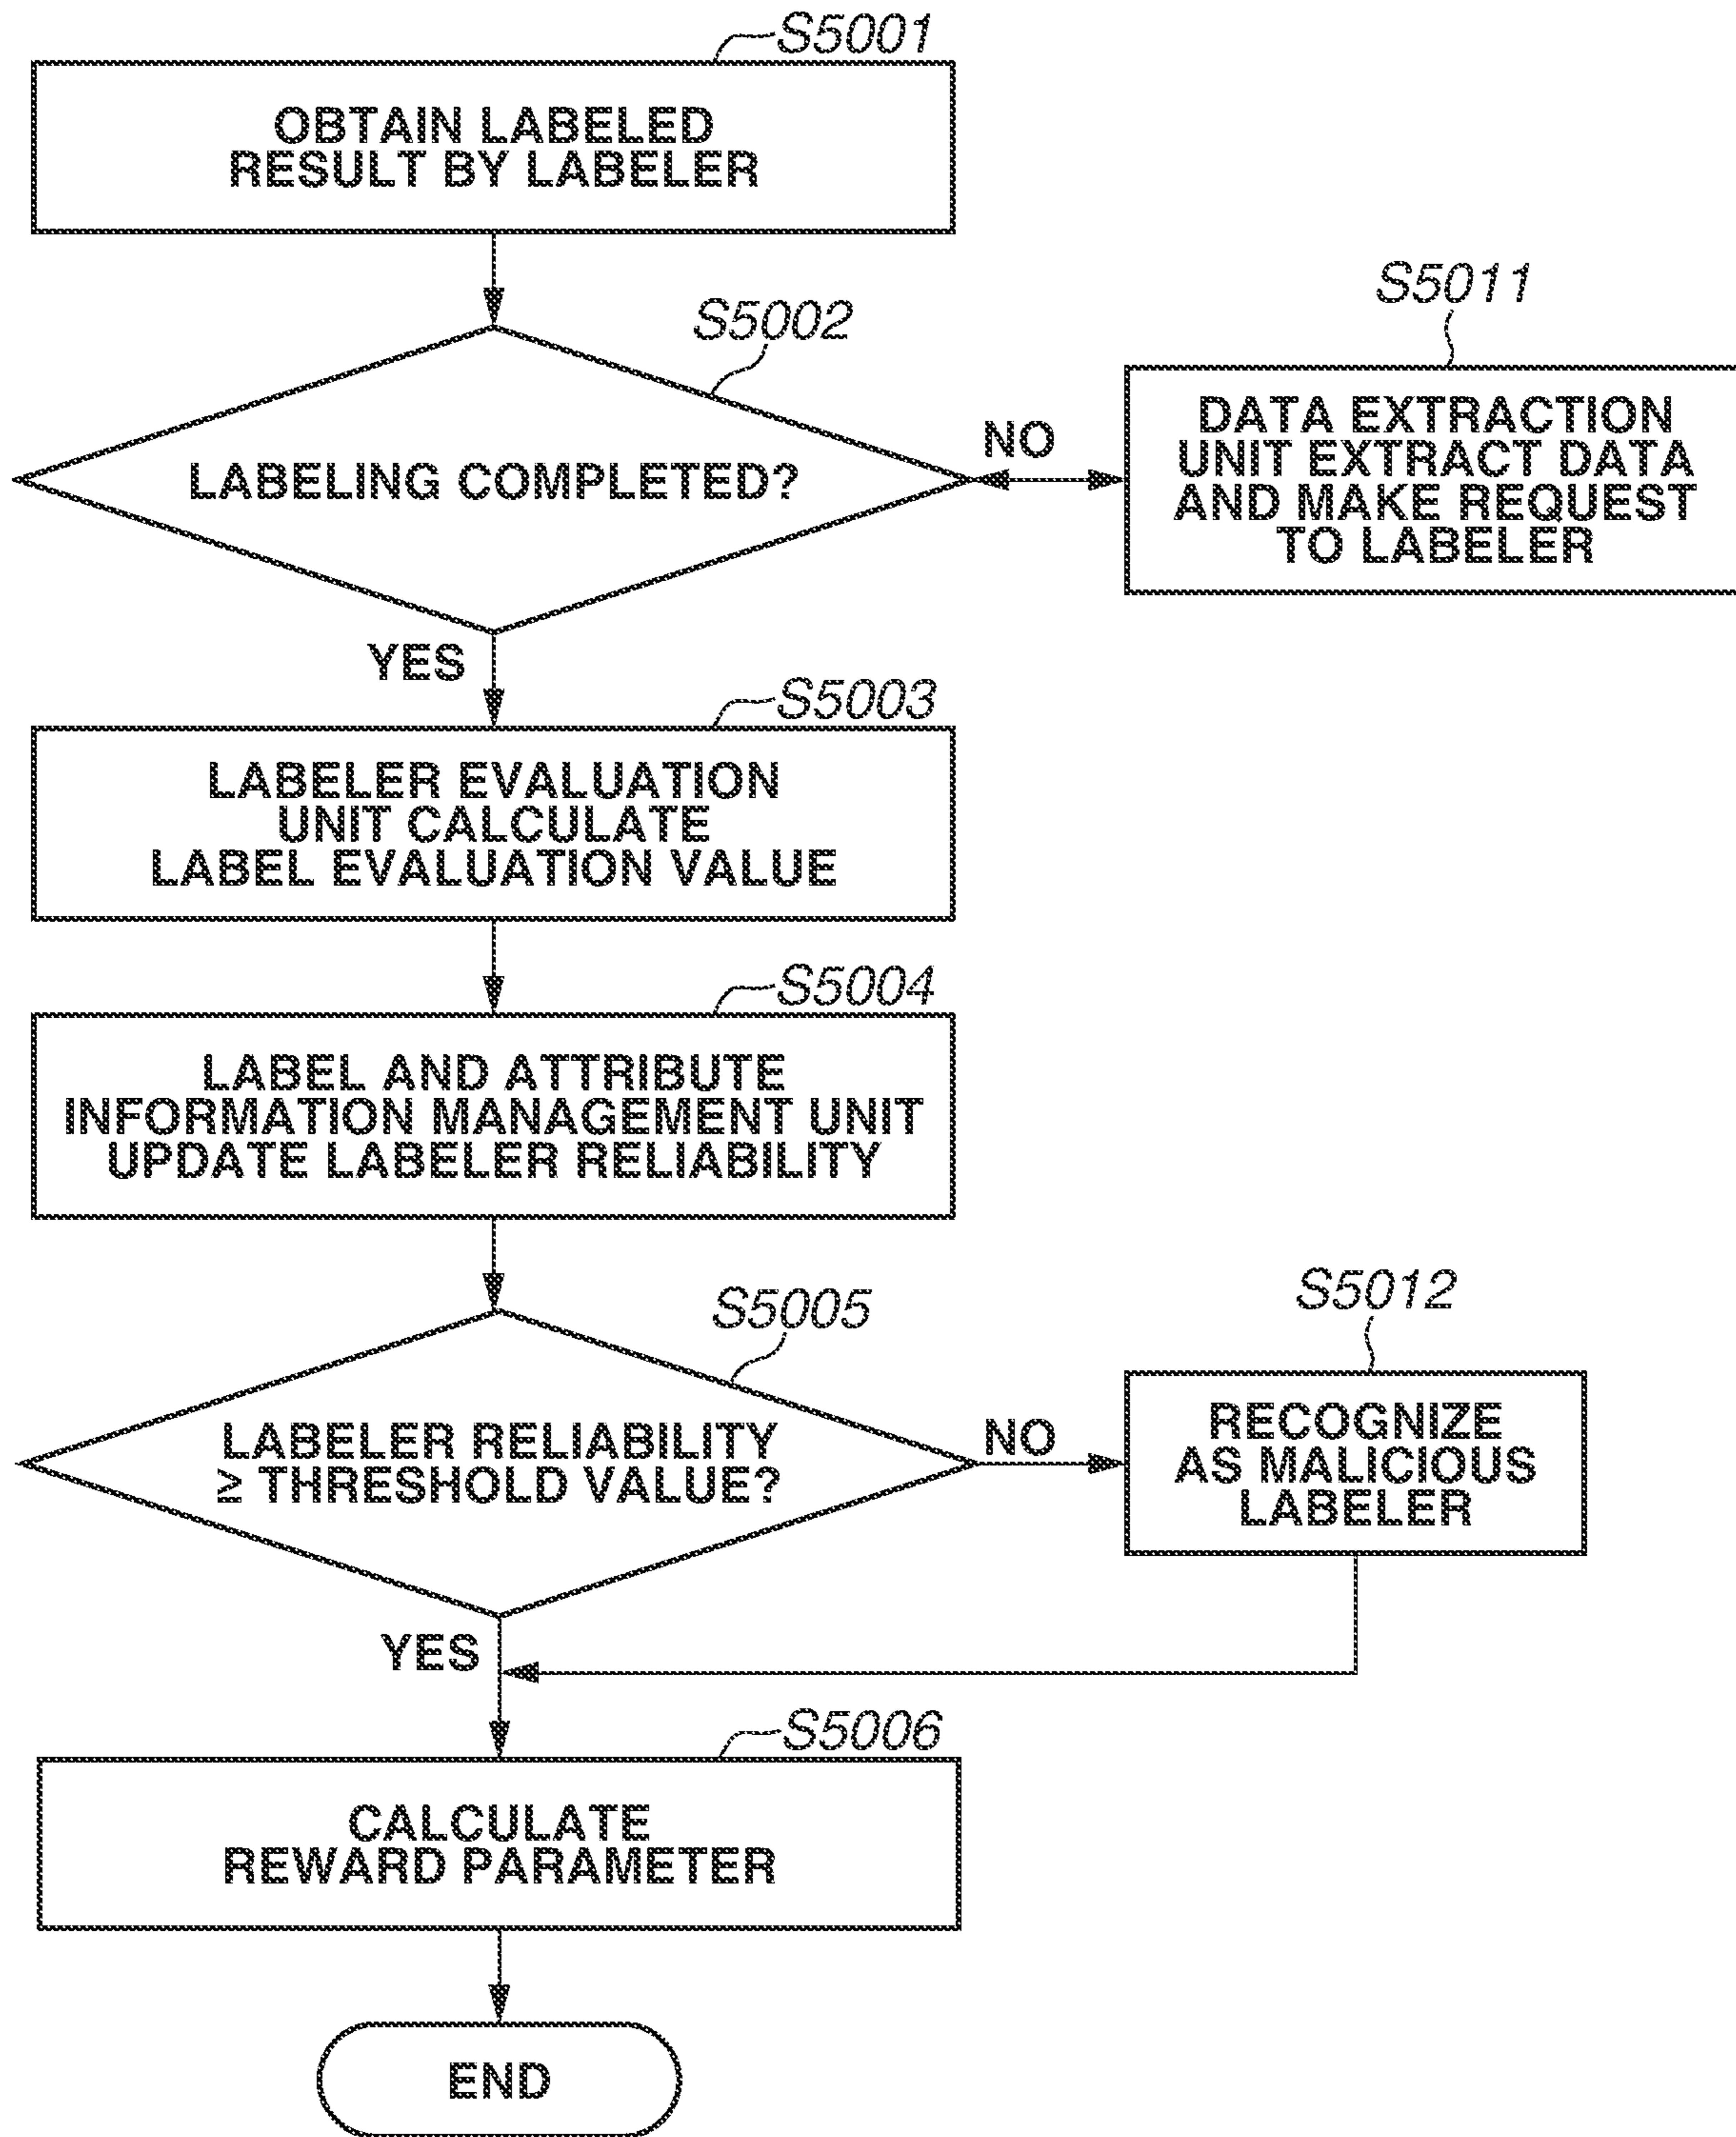 S5001
OBTAIN LABELED
RESULT BY LABELER
S5002
LABELING COMPLETED?
NO
S5011
DATA EXTRACTION
UNIT EXTRACT DATA
AND MAKE REQUEST
TO LABELER
YES
S5003
LABELER EVALUATION
UNIT CALCULATE
LABEL EVALUATION VALUE
S5004
LABEL AND ATTRIBUTE
INFORMATION MANAGEMENT UNIT
UPDATE LABELER RELIABILITY
S5005
LABELER RELIABILITY
≥ THRESHOLD VALUE?
NO
S5012
RECOGNIZE
AS MALICIOUS
LABELER
YES
S5006
CALCULATE
REWARD PARAMETER
END